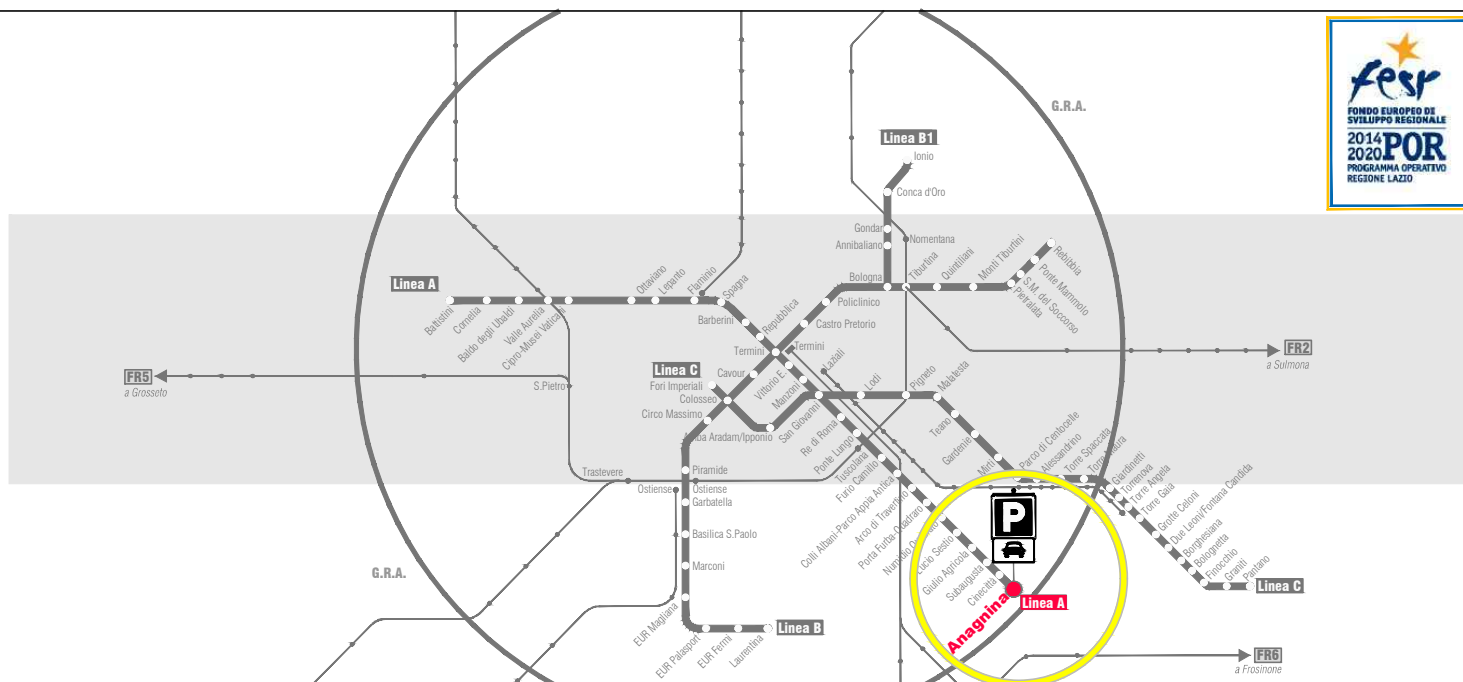 fesr
FONDO EUROPEO DI
SVILUPPO REGIONALE
2014
2020 POR
PROGRAMMA OPERATIVO
REGIONE LAZIO
G.R.A.
Linea B1
Ionio
Conca d'Oro
Gondar
Annibaliano
Nomentana
Bologna
Tiburtina
Quintiliani
Monti Tiburtini
Pietralata
S.M. del Soccorso
Ponte Mammolo
Rebibbia
Policlinico
Castro Pretorio
Linea A
Battistini
Cornelia
Baldo degli Ubaldi
Valle Aurelia
Cipro-Musei Vaticani
Ottaviano
Lepanto
Flaminio
Spagna
Barberini
Repubblica
Termini
Termini
Laziali
FR2
a Sulmona
FR5
a Grosseto
S.Pietro
Linea C
Fori Imperiali
Colosseo
Cavour
Circo Massimo
Vittorio E.
Manzoni
San Giovanni
Lodi
Pigneto
Malatesta
Teano
Gardenie
Mirti
Parco di Centocelle
Alessandrino
Torre Spaccata
Torre Maura
Giardinetti
Torrenova
Torre Angela
Torre Gaia
Grotte Celoni
Due Leoni/Fontana Candida
Borghesiana
Bolognetta
Finocchio
Graniti
Pantano
Linea C
Aradam/Ipponio
Re di Roma
Ponte Lungo
Tuscolana
Furio Camillo
Colli Albani-Parco Appia Antica
Arco di Travertino
Porta Furba-Quadraro
Numidio
Lucio Sestio
Giulio Agricola
Subaugusta
Cinecittà
Anagnina
Linea A
P
Trastevere
Piramide
Ostiense
Ostiense
Garbatella
Basilica S.Paolo
Marconi
EUR Magliana
EUR Palasport
EUR Fermi
Laurentina
Linea B
G.R.A.
FR6
a Frosinone